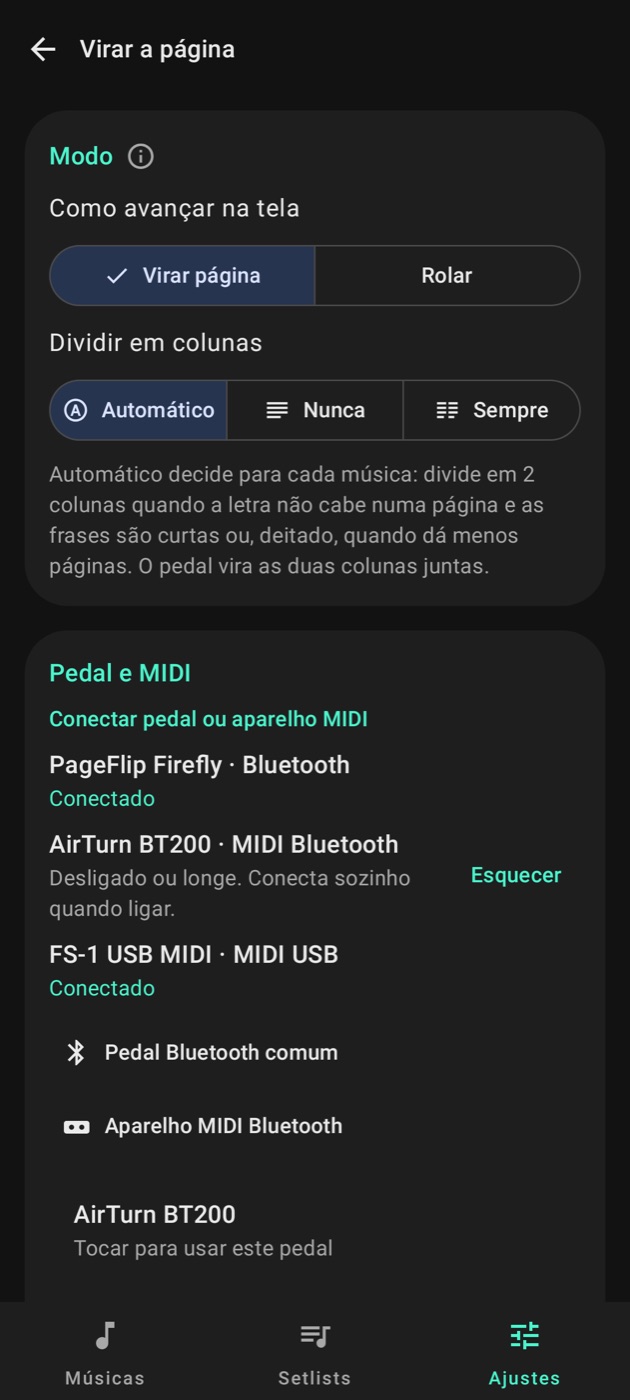 Virar a página
Modo
Como avançar na tela
Virar página
Rolar
Dividir em colunas
Automático
Nunca
Sempre
Automático decide para cada música: divide em 2
colunas quando a letra não cabe numa página e as
frases são curtas ou, deitado, quando dá menos
páginas. O pedal vira as duas colunas juntas.
Pedal e MIDI
Conectar pedal ou aparelho MIDI
PageFlip Firefly · Bluetooth
Conectado
AirTurn BT200 · MIDI Bluetooth
Desligado ou longe. Conecta sozinho
quando ligar.
Esquecer
FS-1 USB MIDI · MIDI USB
Conectado
Pedal Bluetooth comum
Aparelho MIDI Bluetooth
AirTurn BT200
Tocar para usar este pedal
Músicas
Setlists
Ajustes